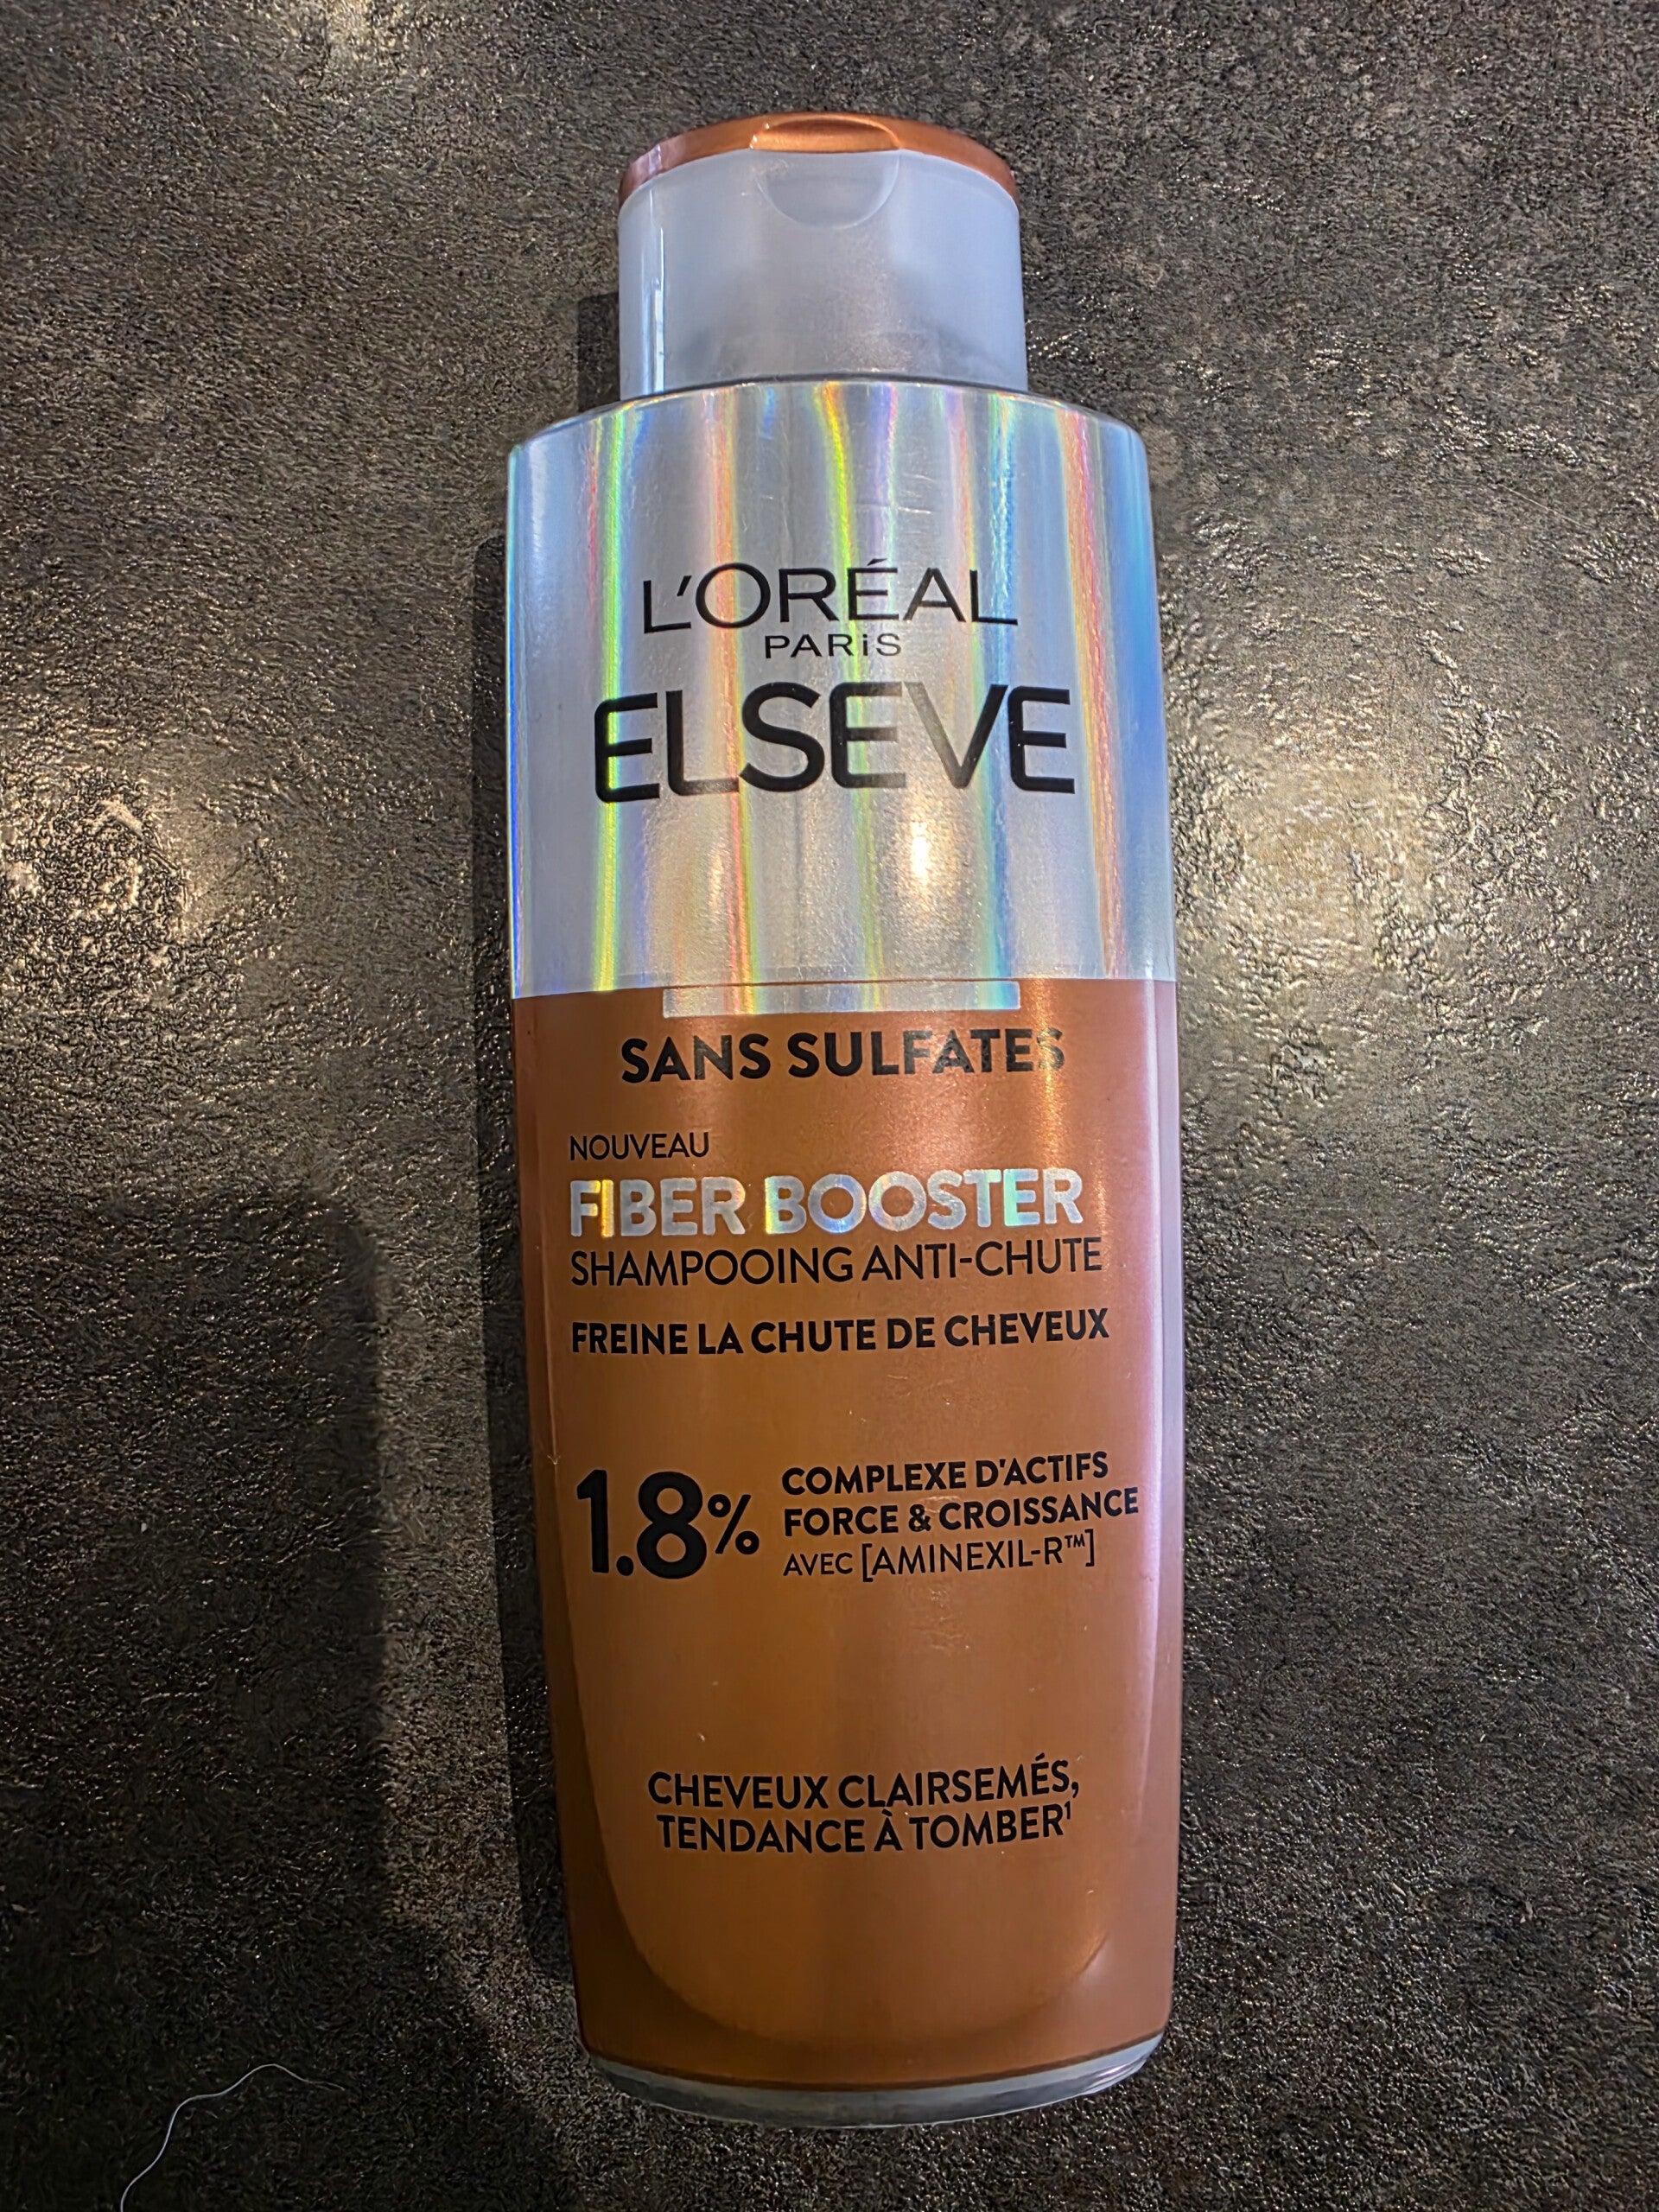 L'ORÉAL
PARiS
ELSEVE
SANS SULFATES
NOUVEAU
FIBER BOOSTER
SHAMPOOING ANTI-CHUTE
FREINE LA CHUTE DE CHEVEUX
1.8% COMPLEXE D'ACTIFS
FORCE & CROISSANCE
AVEC [AMINEXIL-R™]
CHEVEUX CLAIRSEMÉS,
TENDANCE À TOMBER¹